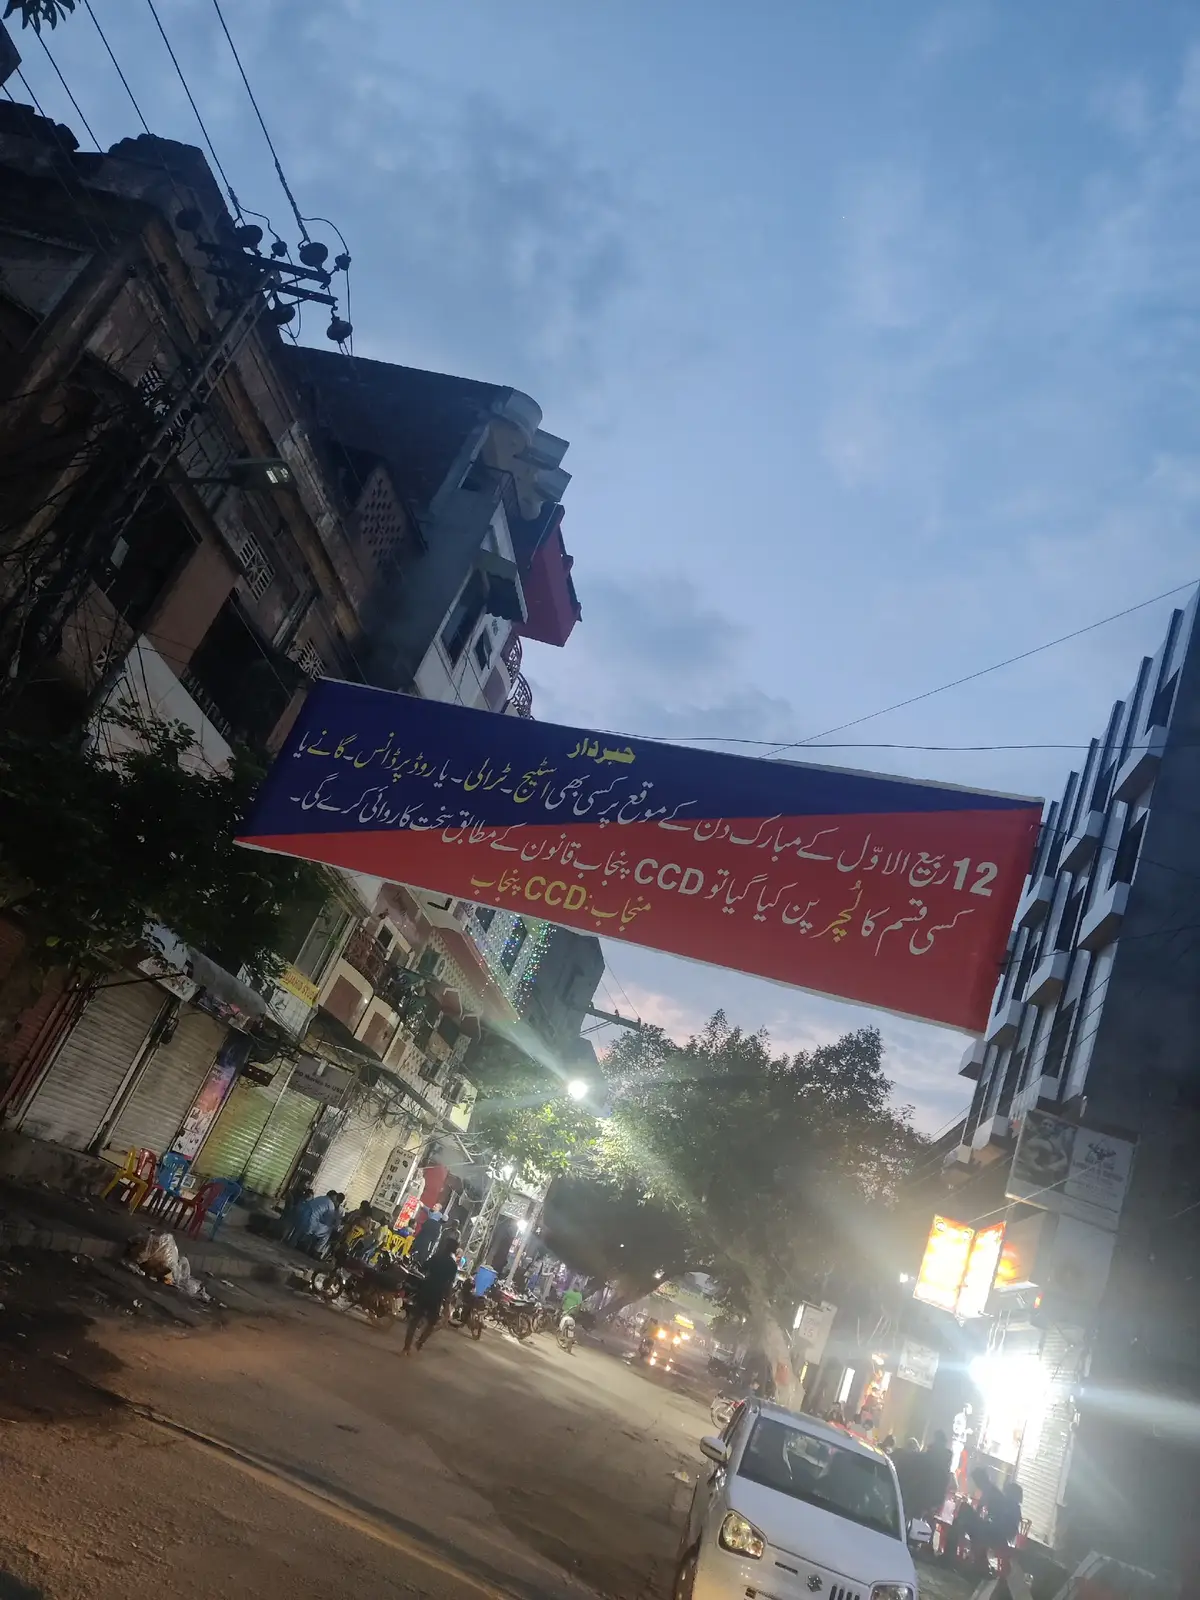 خبردار
12 ربیع الاوّل کے مبارک دن کے موقع پر کسی بھی اسٹیج۔ ٹرالی۔ یا روڈ پر ڈانس۔ گانے یا
کسی قسم کا لُچر پن کیا گیا تو CCD پنجاب قانون کے مطابق سخت کاروائی کرے گی۔
منجاب: CCD پنجاب